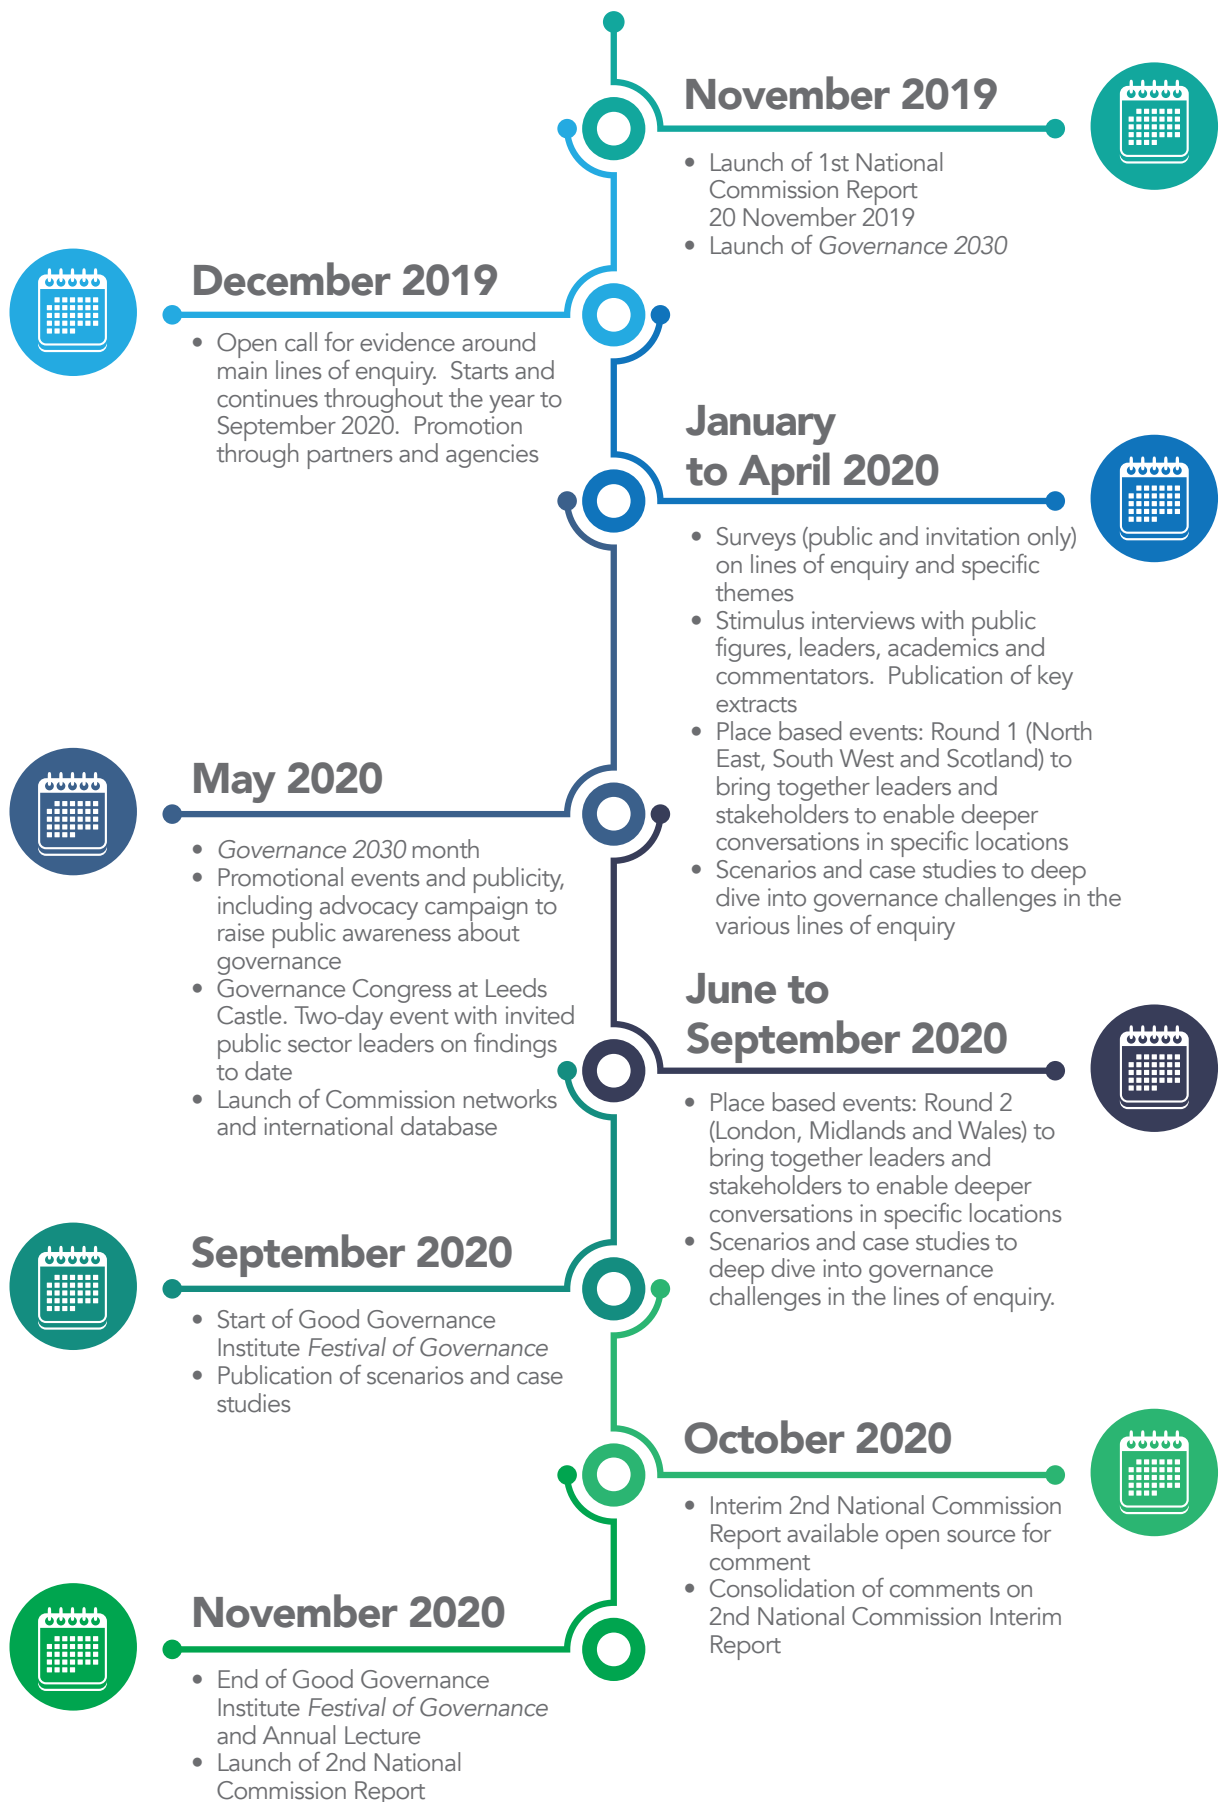 November 2019
• Launch of 1st National
Commission Report
20 November 2019
• Launch of Governance 2030
December 2019
• Open call for evidence around
main lines of enquiry.  Starts and
continues throughout the year to
September 2020.  Promotion
through partners and agencies
January
to April 2020
• Surveys (public and invitation only)
on lines of enquiry and specific
themes
• Stimulus interviews with public
figures, leaders, academics and
commentators.  Publication of key
extracts
• Place based events: Round 1 (North
East, South West and Scotland) to
bring together leaders and
stakeholders to enable deeper
conversations in specific locations
• Scenarios and case studies to deep
dive into governance challenges in the
various lines of enquiry
May 2020
• Governance 2030 month
• Promotional events and publicity,
including advocacy campaign to
raise public awareness about
governance
• Governance Congress at Leeds
Castle. Two-day event with invited
public sector leaders on findings
to date
• Launch of Commission networks
and international database
June to
September 2020
• Place based events: Round 2
(London, Midlands and Wales) to
bring together leaders and
stakeholders to enable deeper
conversations in specific locations
• Scenarios and case studies to
deep dive into governance
challenges in the lines of enquiry.
September 2020
• Start of Good Governance
Institute Festival of Governance
• Publication of scenarios and case
studies
October 2020
• Interim 2nd National Commission
Report available open source for
comment
• Consolidation of comments on
2nd National Commission Interim
Report
November 2020
• End of Good Governance
Institute Festival of Governance
and Annual Lecture
• Launch of 2nd National
Commission Report